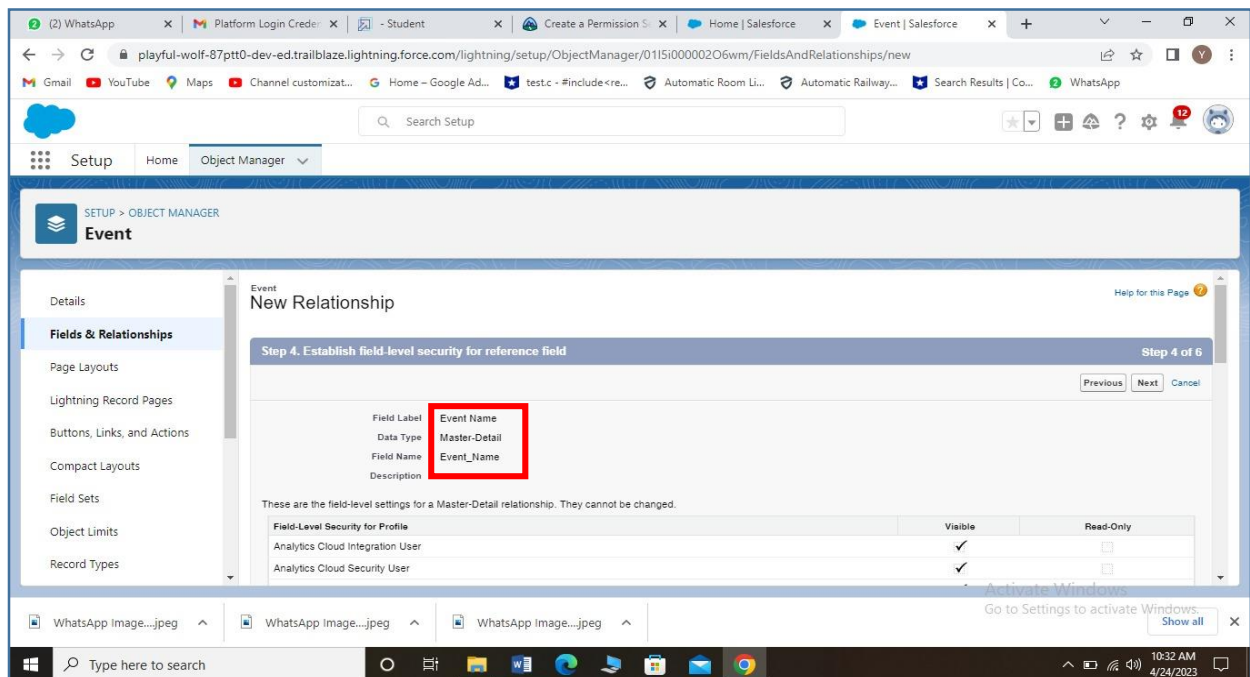 (2) WhatsApp
Platform Login Creder
- Student
Create a Permission S
Home | Salesforce
Event | Salesforce
playful-wolf-87ptt0-dev-ed.trailblaze.lightning.force.com/lightning/setup/ObjectManager/01I5i000002O6wm/FieldsAndRelationships/new
Y
Gmail YouTube Maps Channel customizat... Home – Google Ad... test.c - #include<re... Automatic Room Li... Automatic Railway... Search Results | Co... WhatsApp
Search Setup
12
Setup Home Object Manager
SETUP > OBJECT MANAGER
Event
Details
Fields & Relationships
Page Layouts
Lightning Record Pages
Buttons, Links, and Actions
Compact Layouts
Field Sets
Object Limits
Record Types
Event
New Relationship
Help for this Page
Step 4. Establish field-level security for reference field Step 4 of 6
Previous Next Cancel
Field Label Event Name
Data Type Master-Detail
Field Name Event_Name
Description
These are the field-level settings for a Master-Detail relationship. They cannot be changed.
Field-Level Security for Profile Visible Read-Only
Analytics Cloud Integration User
Analytics Cloud Security User
Activate Windows
Go to Settings to activate Windows.
WhatsApp Image....jpeg WhatsApp Image....jpeg WhatsApp Image....jpeg Show all
Type here to search
10:32 AM
4/24/2023